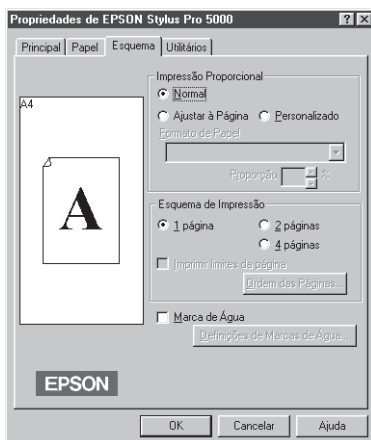 Propriedades de EPSON Stylus Pro 5000
Principal Papel Esquema Utilitários
A4
A
EPSON
Impressão Proporcional
Normal
Ajustar à Página Personalizado
Formato de Papel
Proporção %
Esquema de Impressão
1 página 2 páginas
4 páginas
Imprimir limites da página
Ordem das Páginas...
Marca de Água
Definições de Marcas de Água...
OK Cancelar Ajuda